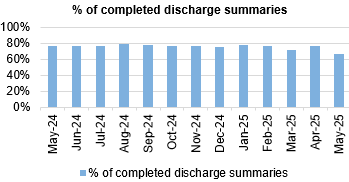 % of completed discharge summaries
100%
80%
60%
40%
20%
0%
May-24
Jun-24
Jul-24
Aug-24
Sep-24
Oct-24
Nov-24
Dec-24
Jan-25
Feb-25
Mar-25
Apr-25
May-25
% of completed discharge summaries